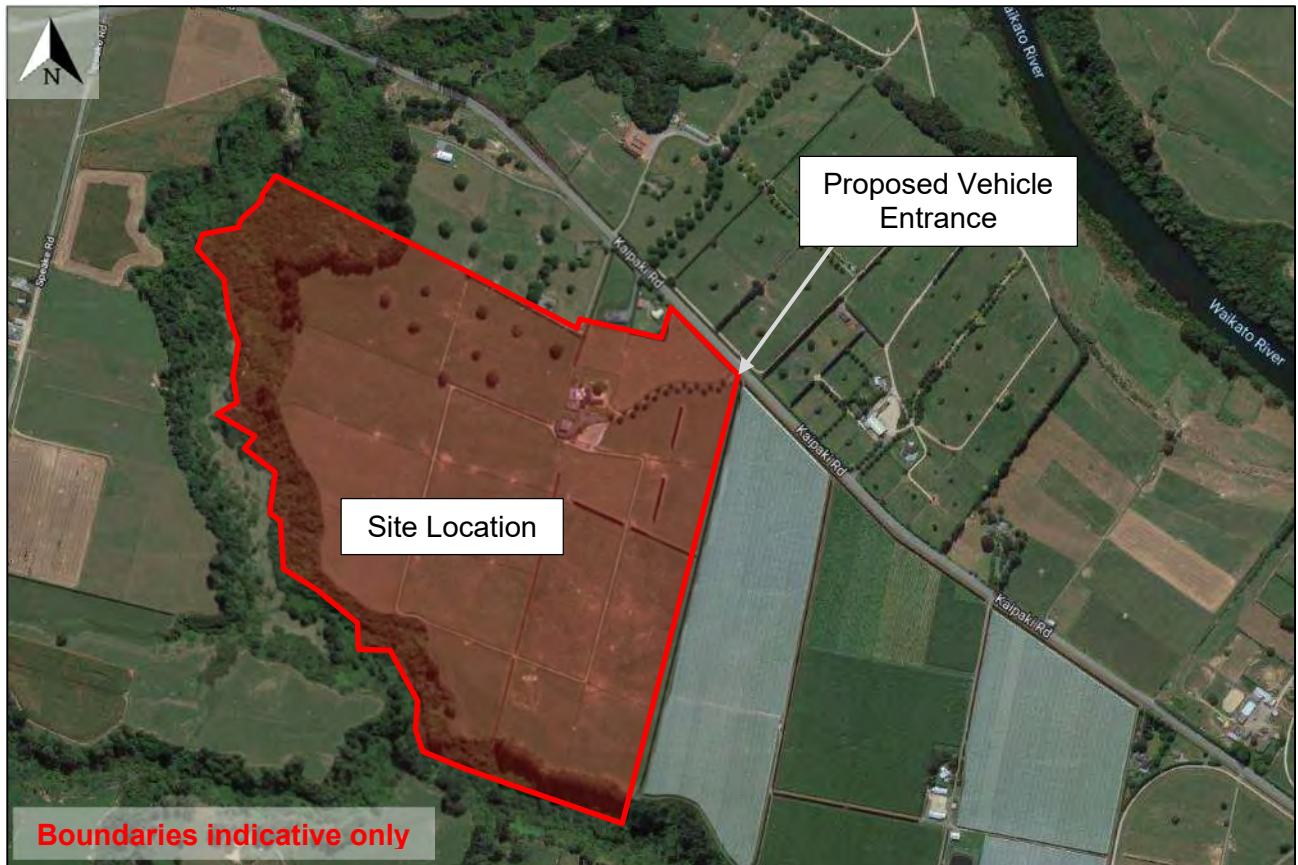 N
Speake Rd
Waikato River
Proposed Vehicle
Entrance
Kaipaki Rd
Waikato River
Kaipaki Rd
Site Location
Kaipaki Rd
Boundaries indicative only